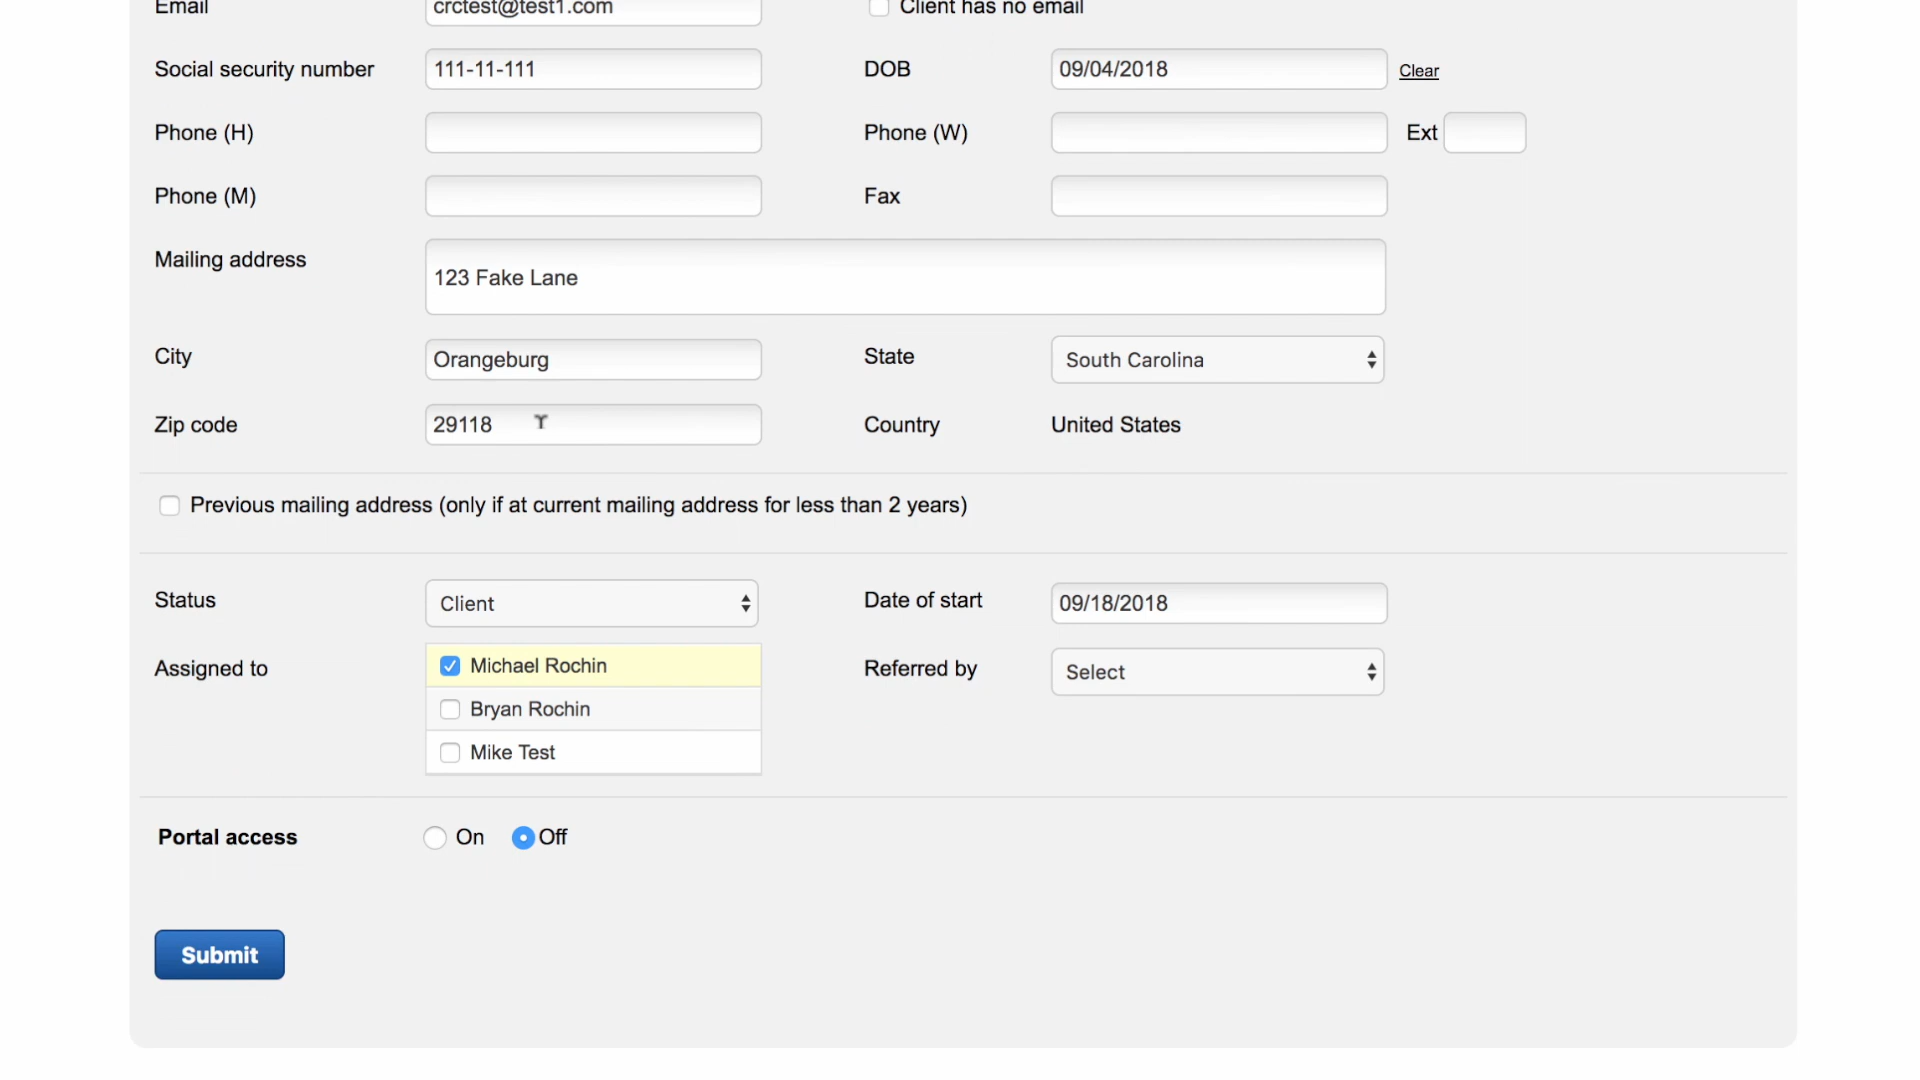 Email crctest@test1.com Client has no email
Social security number 111-11-111 DOB 09/04/2018 Clear
Phone (H) Phone (W) Ext
Phone (M) Fax
Mailing address 123 Fake Lane
City Orangeburg State South Carolina
Zip code 29118 Country United States
Previous mailing address (only if at current mailing address for less than 2 years)
Status Client Date of start 09/18/2018
Assigned to Michael Rochin Referred by Select
Bryan Rochin
Mike Test
Portal access On Off
Submit